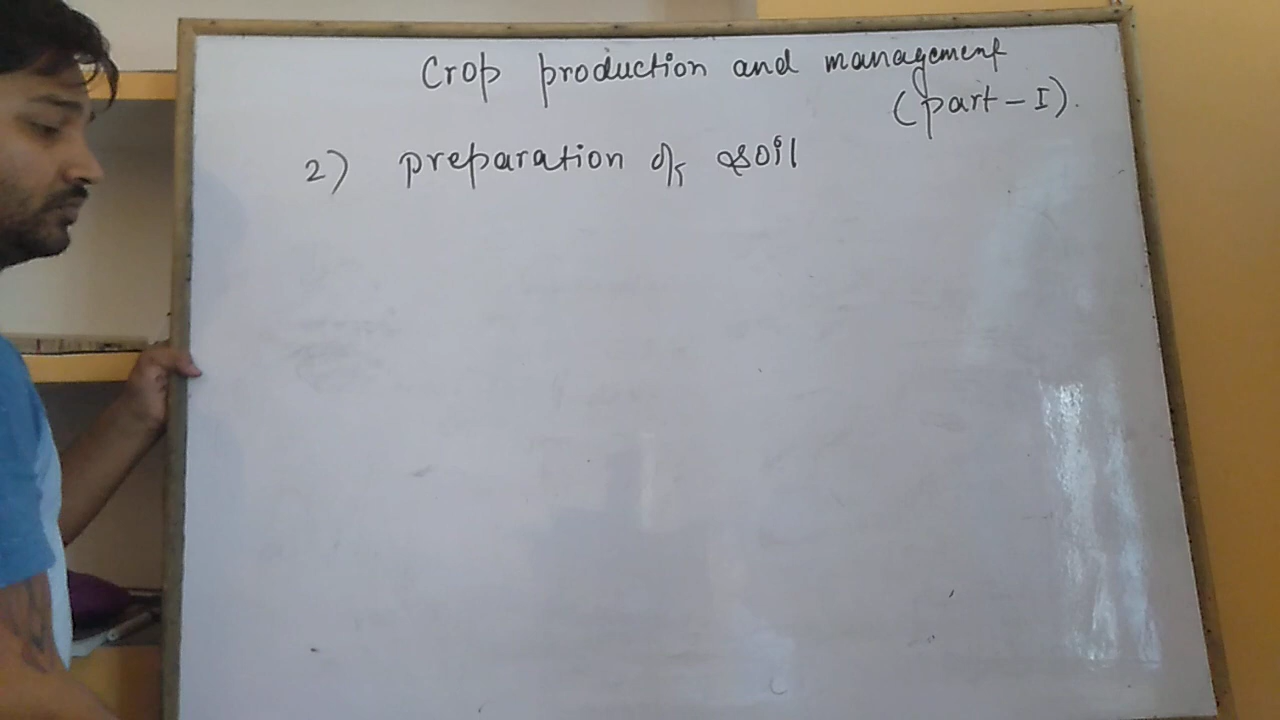 Crop production and management
(part-I).
2) preparation of soil